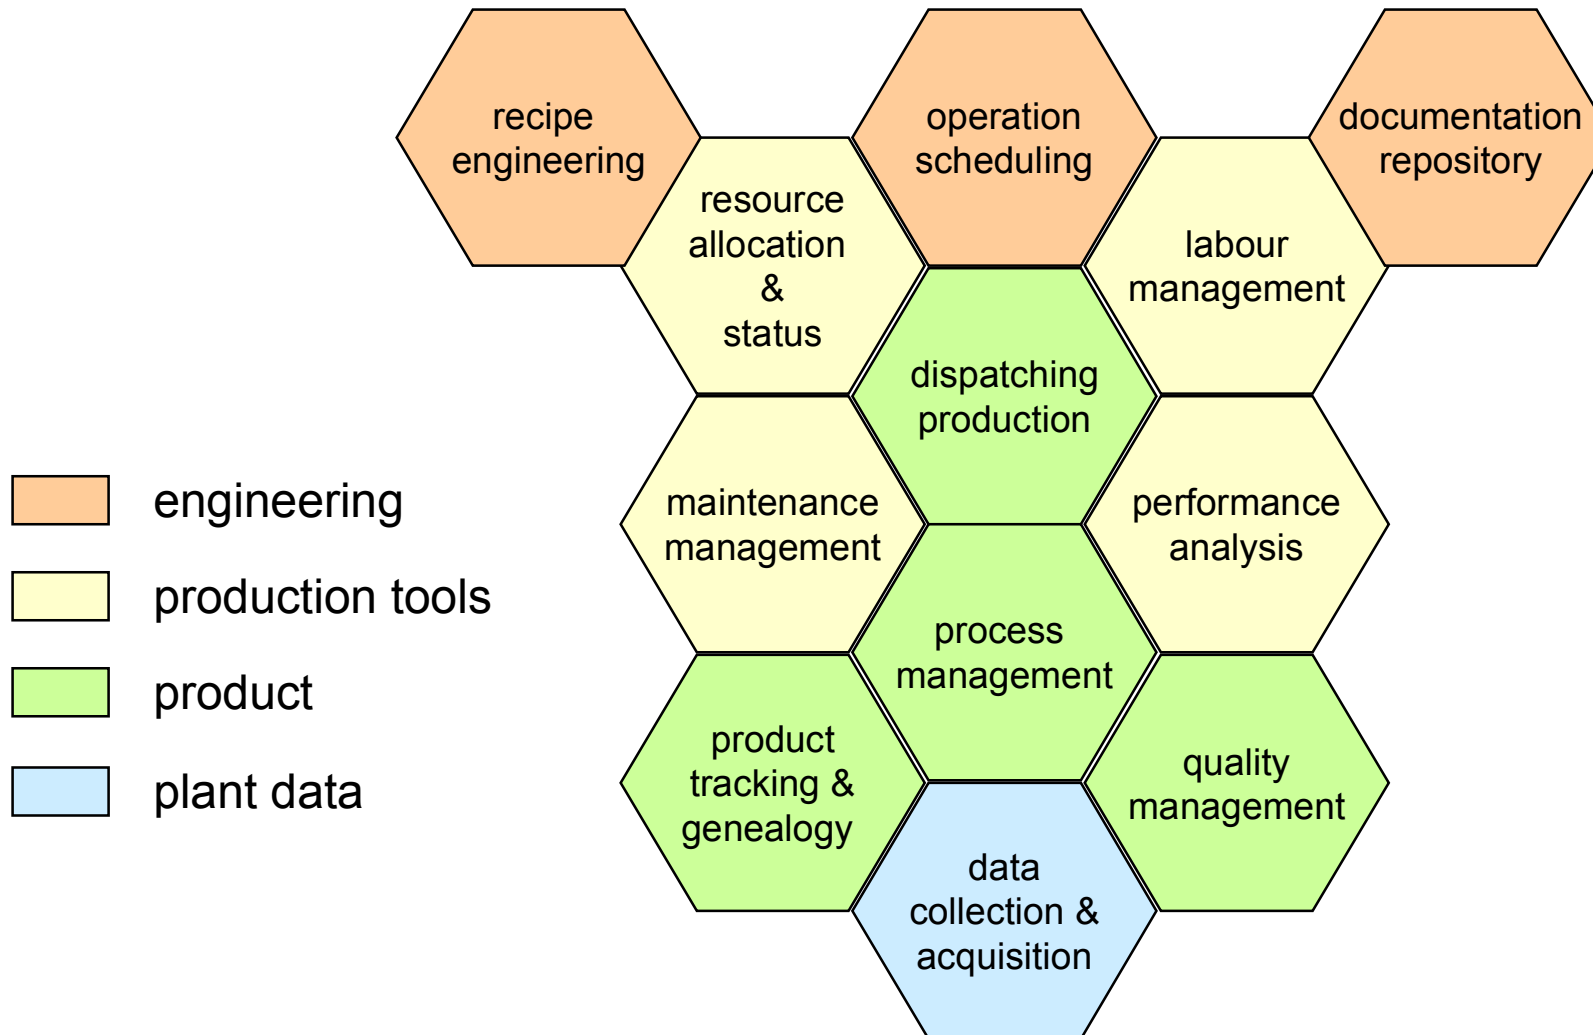 recipe
engineering
operation
scheduling
documentation
repository
resource
allocation
&
status
labour
management
dispatching
production
maintenance
management
performance
analysis
process
management
product
tracking &
genealogy
quality
management
data
collection &
acquisition
engineering
production tools
product
plant data